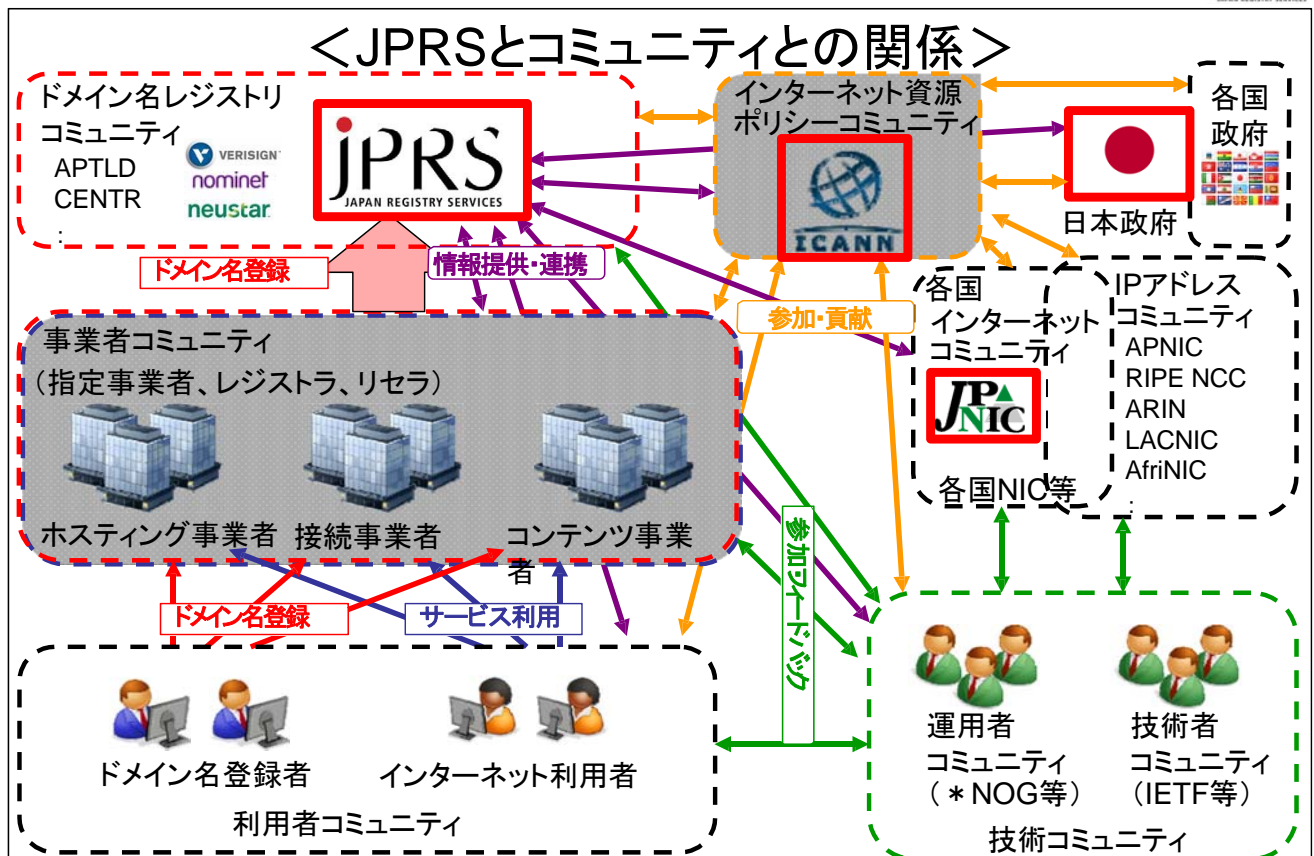 ＜JPRSとコミュニティとの関係＞
ドメイン名レジストリ
コミュニティ
APTLD
CENTR
:
VERISIGN
nominet
neustar
JPRS
JAPAN REGISTRY SERVICES
インターネット資源
ポリシーコミュニティ
ICANN
日本政府
各国
政府
ドメイン名登録
情報提供・連携
参加・貢献
各国
インターネット
コミュニティ
JPNIC
各国NIC等
IPアドレス
コミュニティ
APNIC
RIPE NCC
ARIN
LACNIC
AfriNIC
:
事業者コミュニティ
（指定事業者、レジストラ、リセラ）
ホスティング事業者
接続事業者
コンテンツ事業
者
ドメイン名登録
サービス利用
参加フィードバック
ドメイン名登録者
インターネット利用者
利用者コミュニティ
運用者
コミュニティ
（＊NOG等）
技術者
コミュニティ
（IETF等）
技術コミュニティ